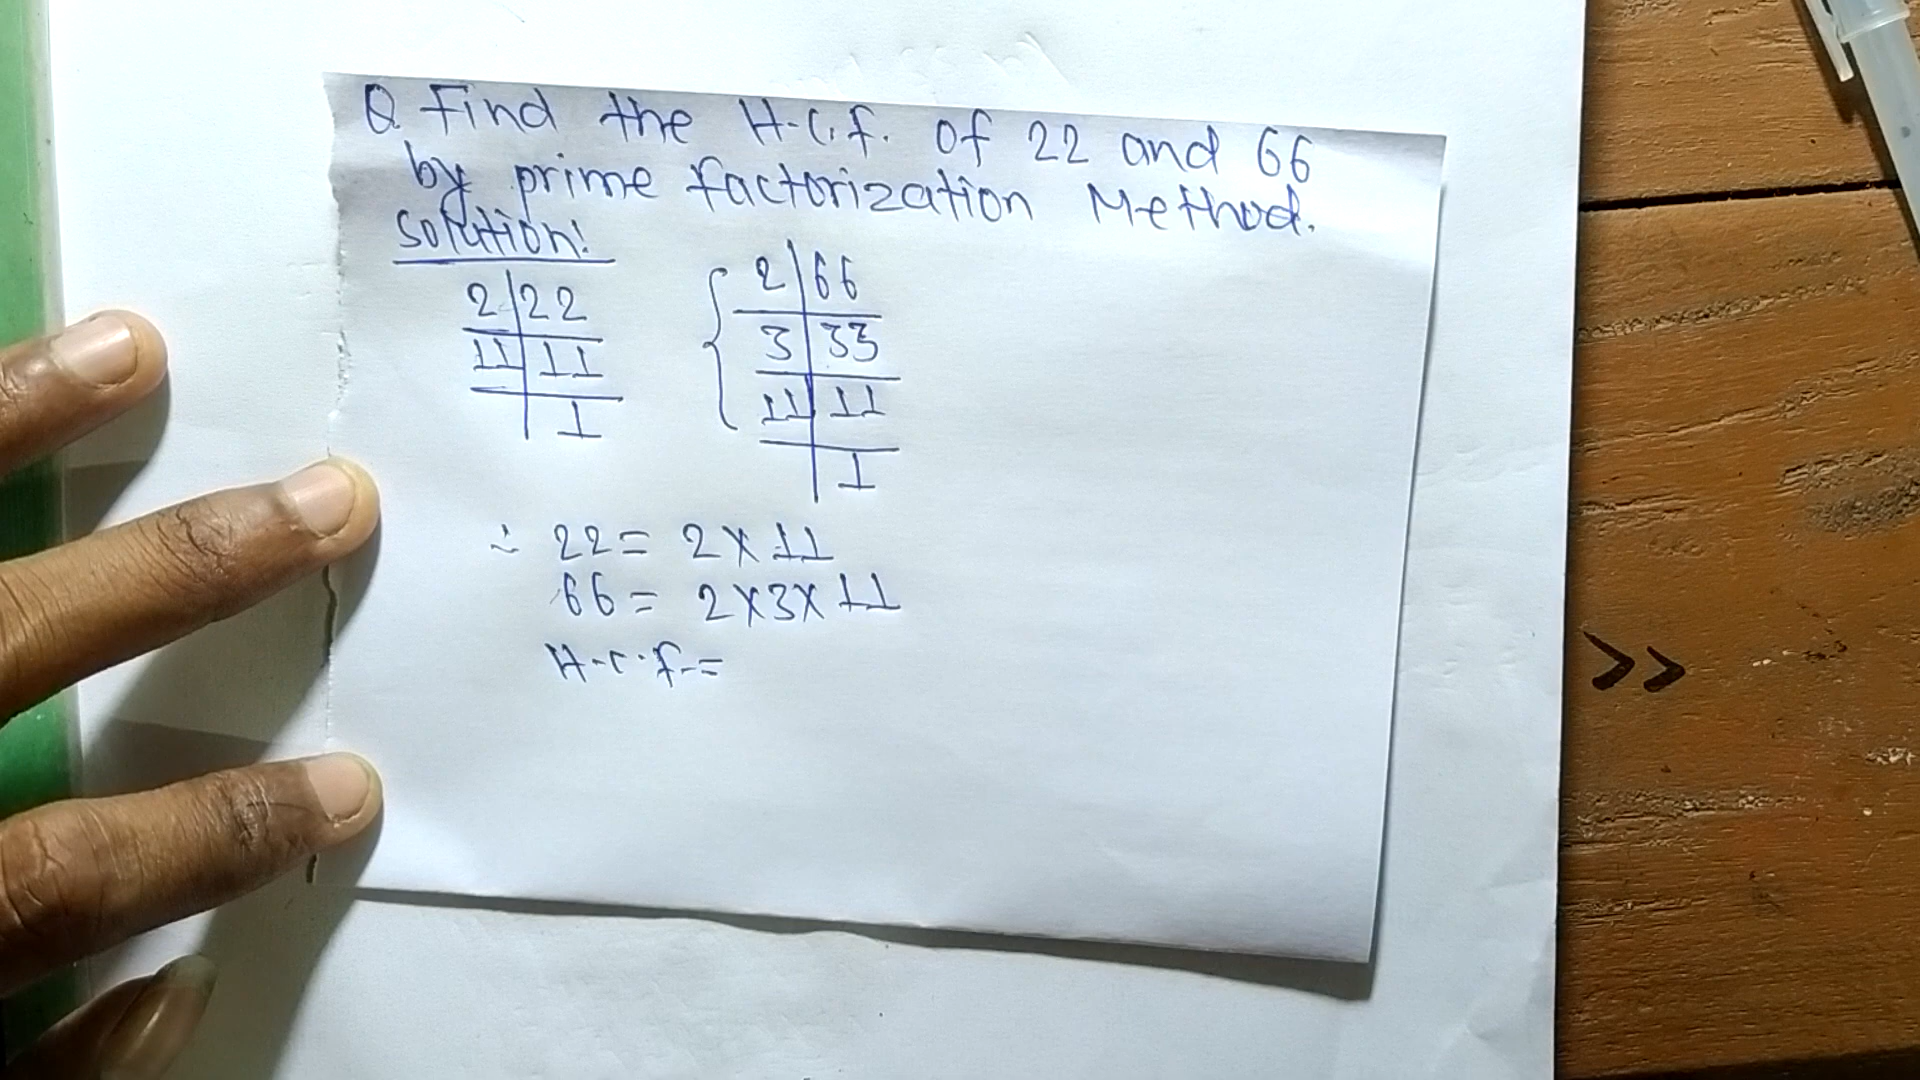 Q Find the H.C.f. of 22 and 66
by prime factorization Method.
Solution:
2 | 22
11 | 11
1
2 | 66
3 | 33
11 | 11
1
∴ 22 = 2 × 11
66 = 2 × 3 × 11
H.C.f. =
>>